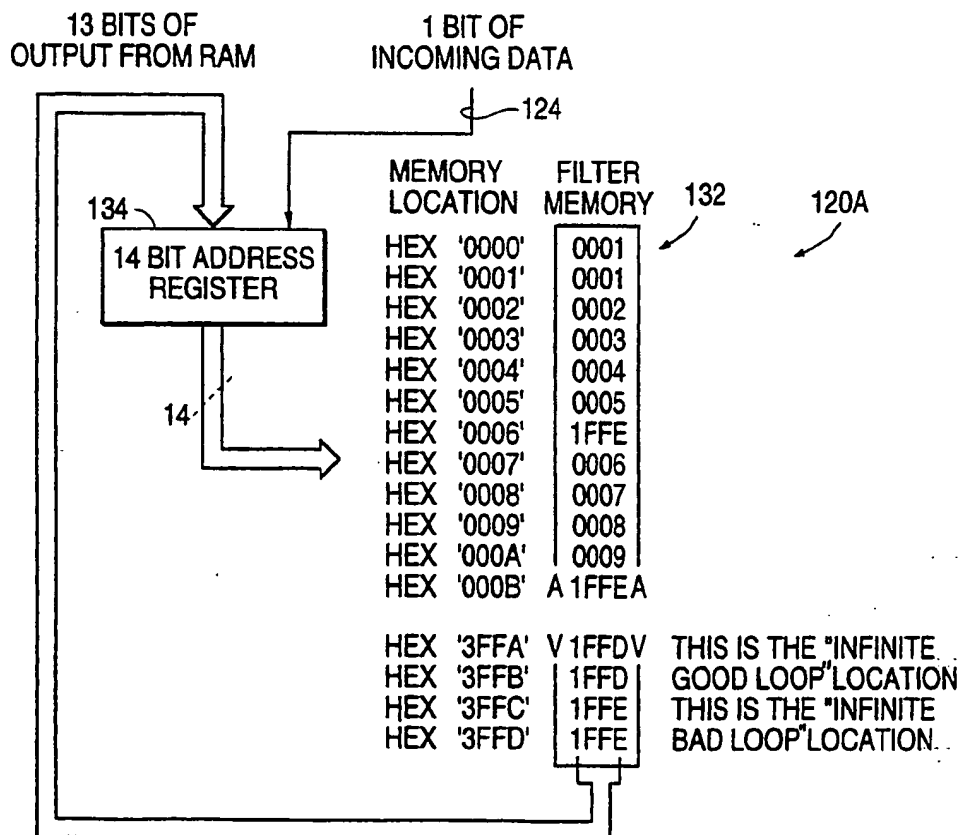 13 BITS OF
OUTPUT FROM RAM
1 BIT OF
INCOMING DATA
124
134
14 BIT ADDRESS
REGISTER
14
MEMORY LOCATION
FILTER MEMORY
132
120A
HEX '0000' 0001
HEX '0001' 0001
HEX '0002' 0002
HEX '0003' 0003
HEX '0004' 0004
HEX '0005' 0005
HEX '0006' 1FFE
HEX '0007' 0006
HEX '0008' 0007
HEX '0009' 0008
HEX '000A' 0009
HEX '000B' A 1FFE A
HEX '3FFA' V 1FFD V THIS IS THE "INFINITE
HEX '3FFB' 1FFD GOOD LOOP" LOCATION
HEX '3FFC' 1FFE THIS IS THE "INFINITE
HEX '3FFD' 1FFE BAD LOOP" LOCATION